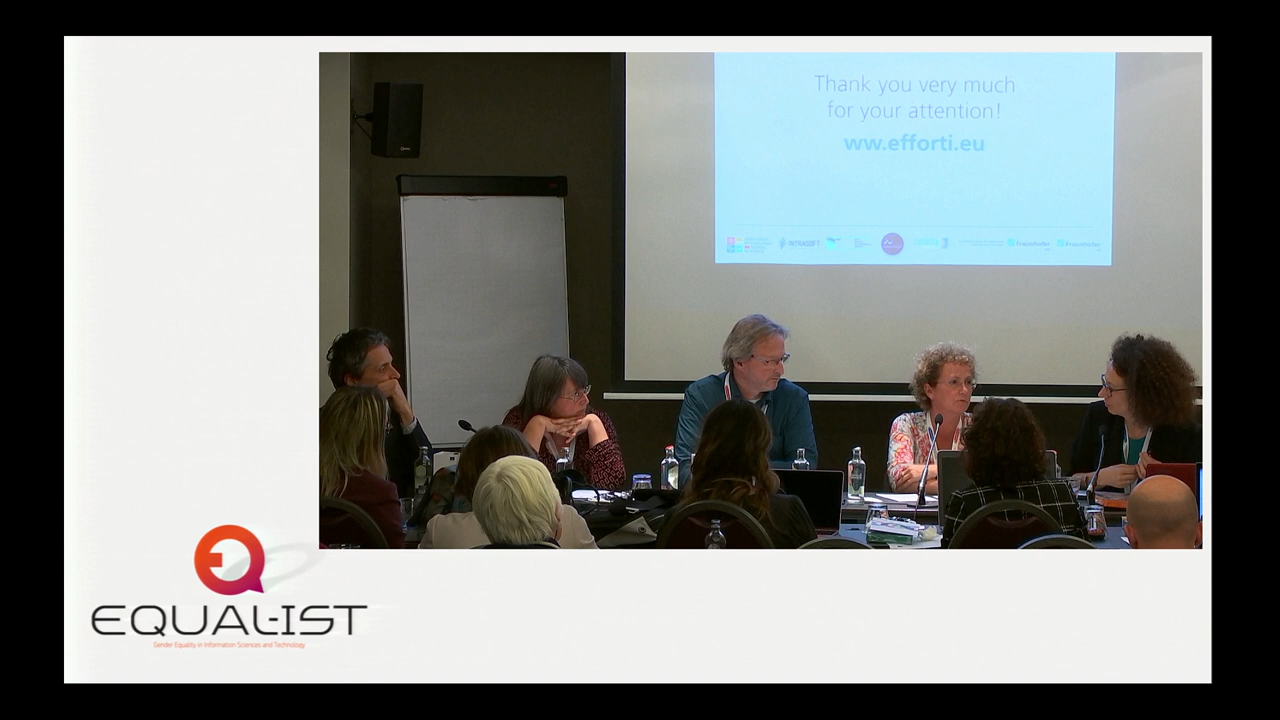 Thank you very much
for your attention!
ww.efforti.eu
INTRASOFT
Fraunhofer
Fraunhofer
EQUAL-IST
Gender Equality in Information Sciences and Technology